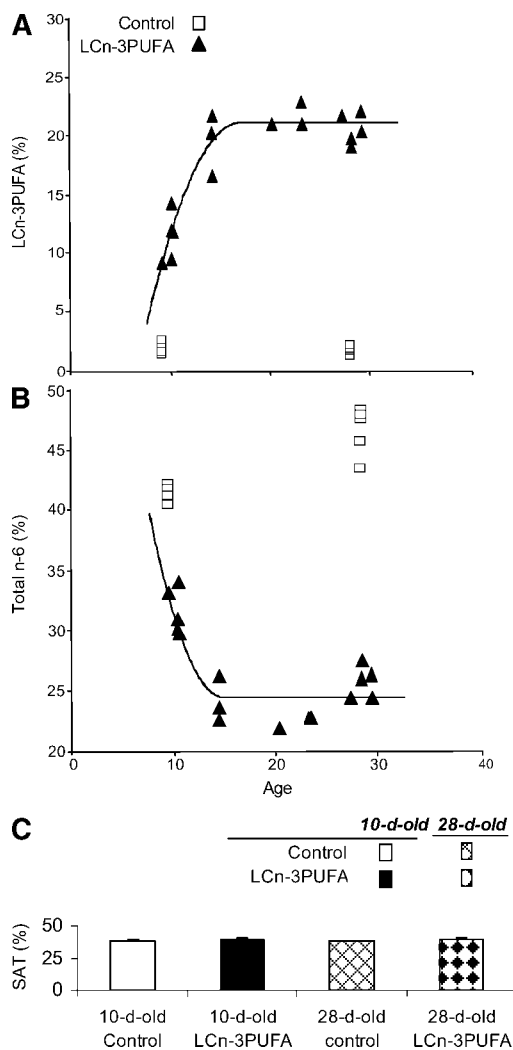 A
Control
LCn-3PUFA
30
25
20
15
10
5
0
LCn-3PUFA (%)
B
50
45
40
35
30
25
20
Total n-6 (%)
0 10 20 30 40
Age
C
10-d-old 28-d-old
Control
LCn-3PUFA
50
25
0
SAT (%)
10-d-old 10-d-old 28-d-old 28-d-old
Control LCn-3PUFA control LCn-3PUFA